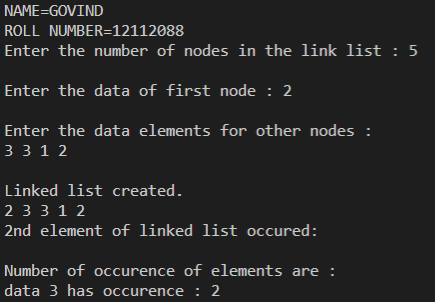 NAME=GOVIND
ROLL NUMBER=12112088
Enter the number of nodes in the link list : 5
Enter the data of first node : 2
Enter the data elements for other nodes :
3 3 1 2
Linked list created.
2 3 3 1 2
2nd element of linked list occured:
Number of occurence of elements are :
data 3 has occurence : 2